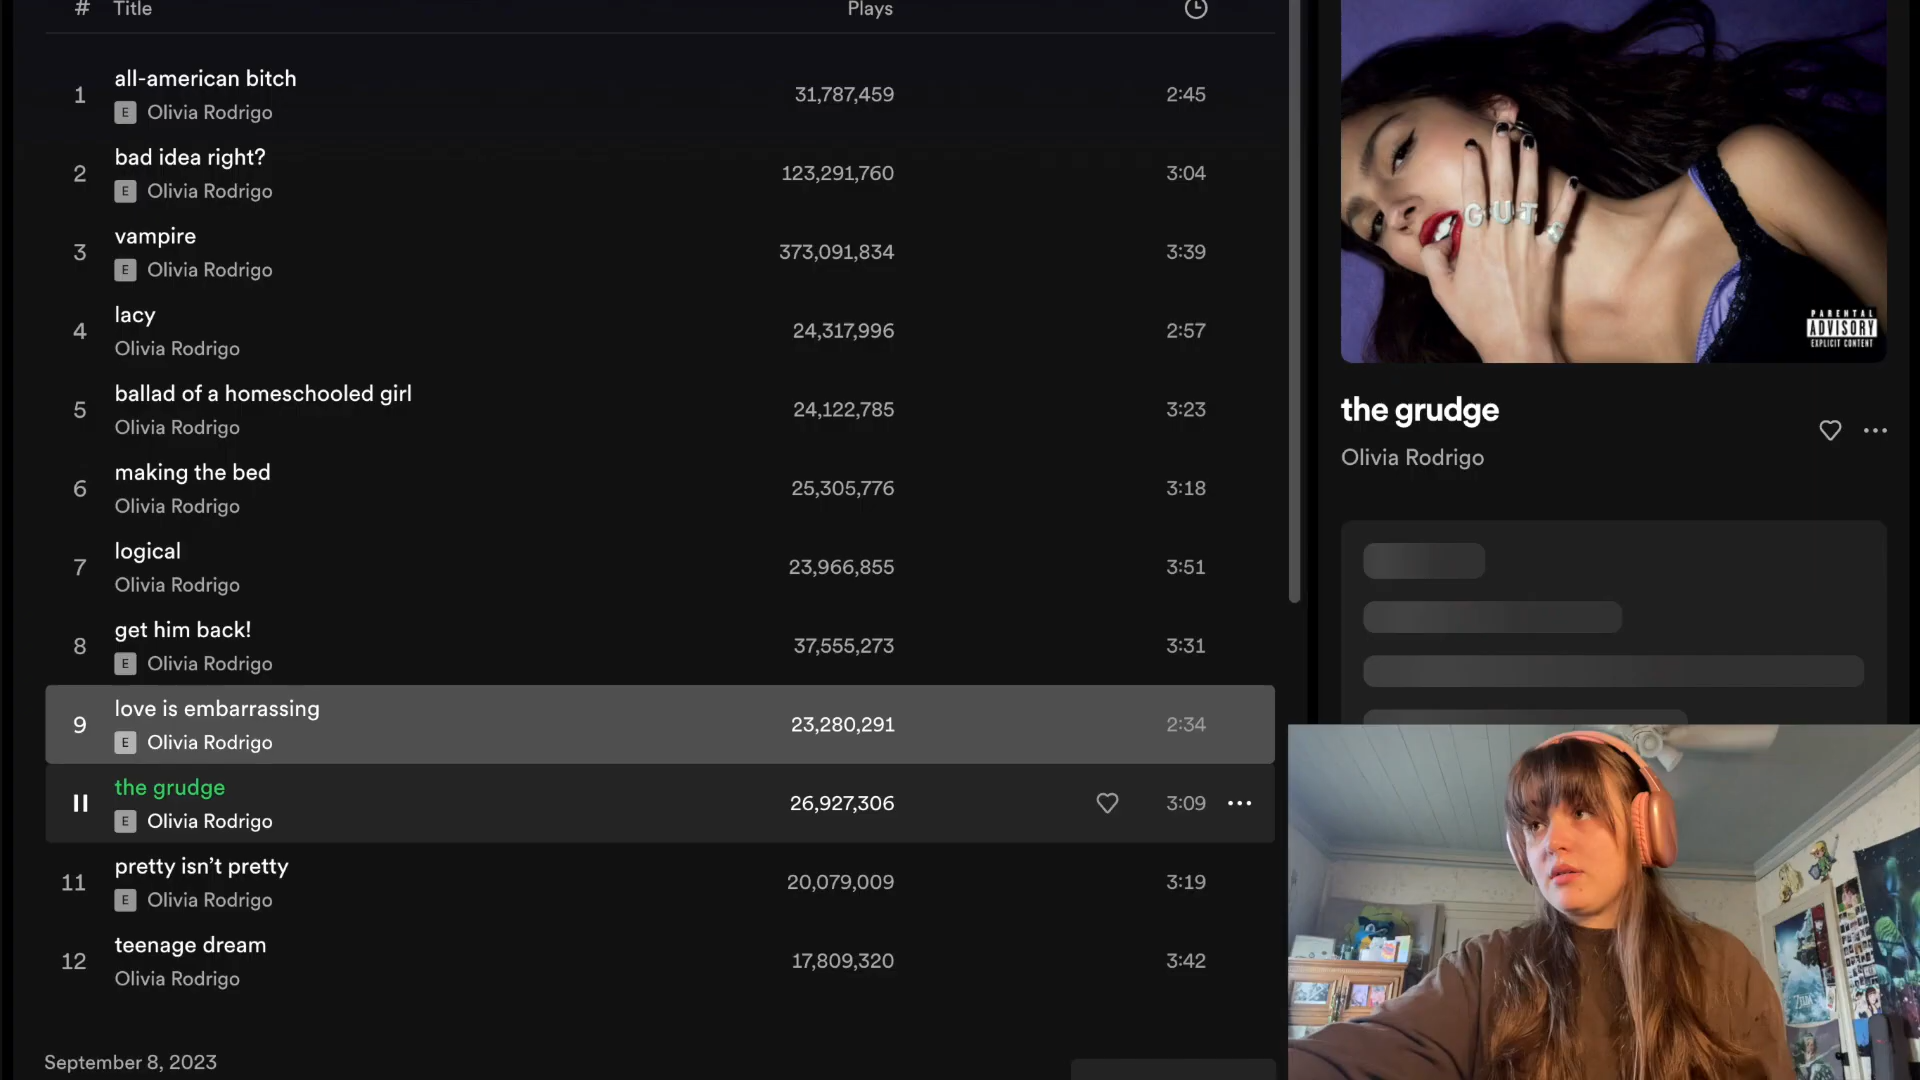 # Title Plays
1 all-american bitch 31,787,459 2:45
E Olivia Rodrigo
2 bad idea right? 123,291,760 3:04
E Olivia Rodrigo
3 vampire 373,091,834 3:39
E Olivia Rodrigo
4 lacy 24,317,996 2:57
Olivia Rodrigo
5 ballad of a homeschooled girl 24,122,785 3:23
Olivia Rodrigo
6 making the bed 25,305,776 3:18
Olivia Rodrigo
7 logical 23,966,855 3:51
Olivia Rodrigo
8 get him back! 37,555,273 3:31
E Olivia Rodrigo
9 love is embarrassing 23,280,291 2:34
E Olivia Rodrigo
the grudge 26,927,306 3:09
E Olivia Rodrigo
11 pretty isn’t pretty 20,079,009 3:19
E Olivia Rodrigo
12 teenage dream 17,809,320 3:42
Olivia Rodrigo
September 8, 2023
GUTS
PARENTAL
ADVISORY
EXPLICIT CONTENT
the grudge
Olivia Rodrigo
ZELDA